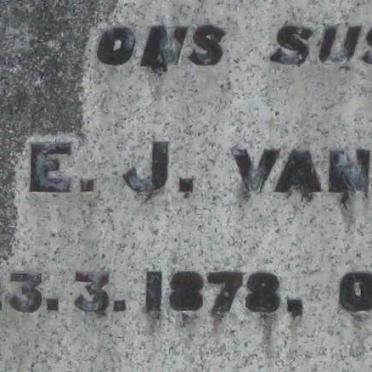 ONS SUS
E. J. VAN
3.3.1878, O